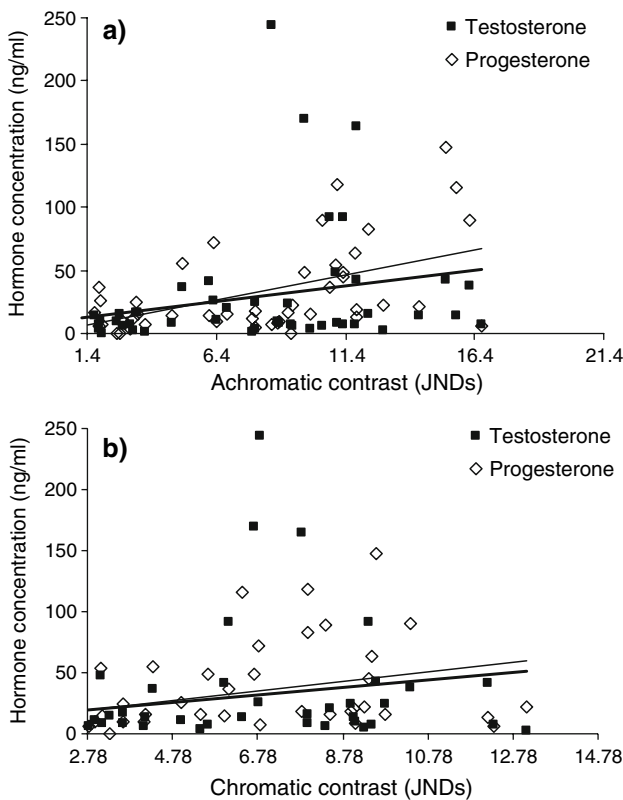 a)
Testosterone
Progesterone
Hormone concentration (ng/ml)
250
200
150
100
50
0
1.4 6.4 11.4 16.4 21.4
Achromatic contrast (JNDs)
b)
Testosterone
Progesterone
Hormone concentration (ng/ml)
250
200
150
100
50
0
2.78 4.78 6.78 8.78 10.78 12.78 14.78
Chromatic contrast (JNDs)